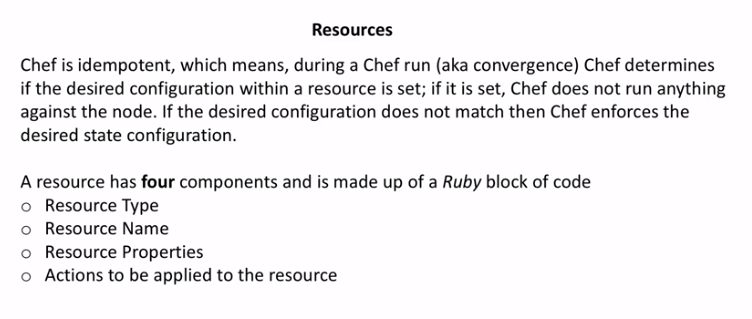 Resources
Chef is idempotent, which means, during a Chef run (aka convergence) Chef determines
if the desired configuration within a resource is set; if it is set, Chef does not run anything
against the node. If the desired configuration does not match then Chef enforces the
desired state configuration.
A resource has four components and is made up of a Ruby block of code
o Resource Type
o Resource Name
o Resource Properties
o Actions to be applied to the resource